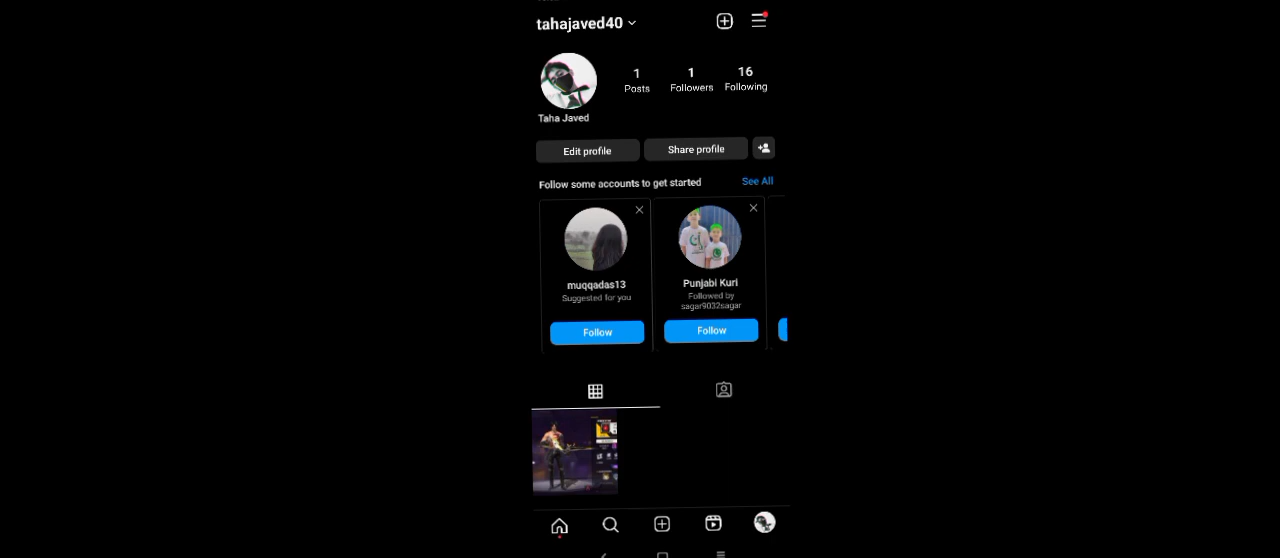 tahajaved40
1 1 16
Posts Followers Following
Taha Javed
Edit profile Share profile
Follow some accounts to get started See All
muqqadas13 Punjabi Kuri
Suggested for you Followed by
sagar9032sagar
Follow Follow